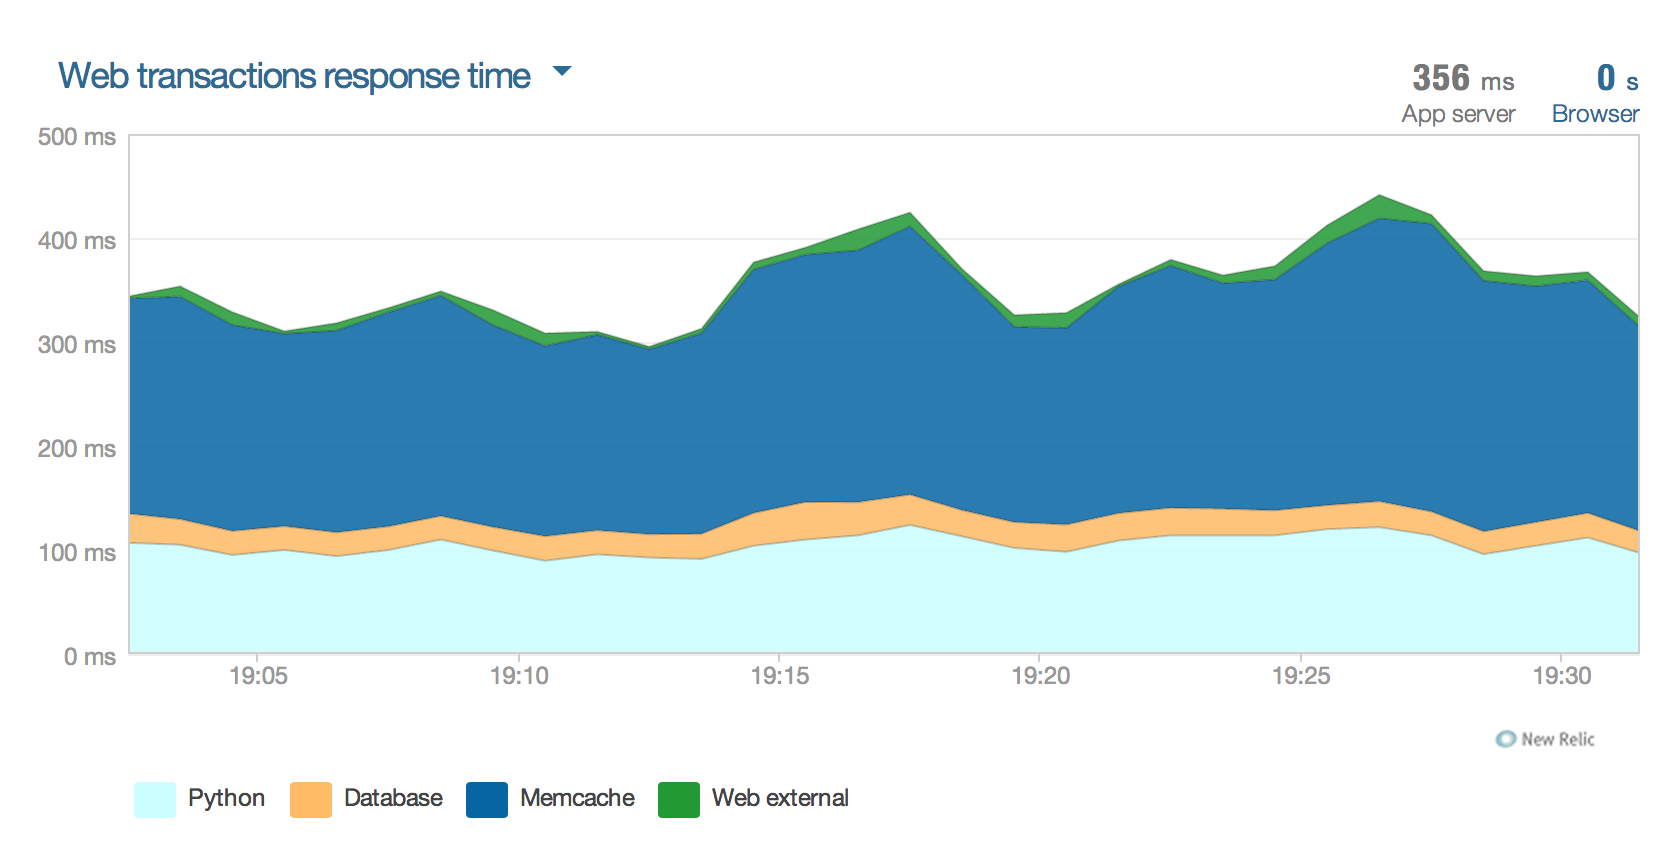 Web transactions response time
356 ms
App server
0 s
Browser
500 ms
400 ms
300 ms
200 ms
100 ms
0 ms
19:05 19:10 19:15 19:20 19:25 19:30
New Relic
Python Database Memcache Web external